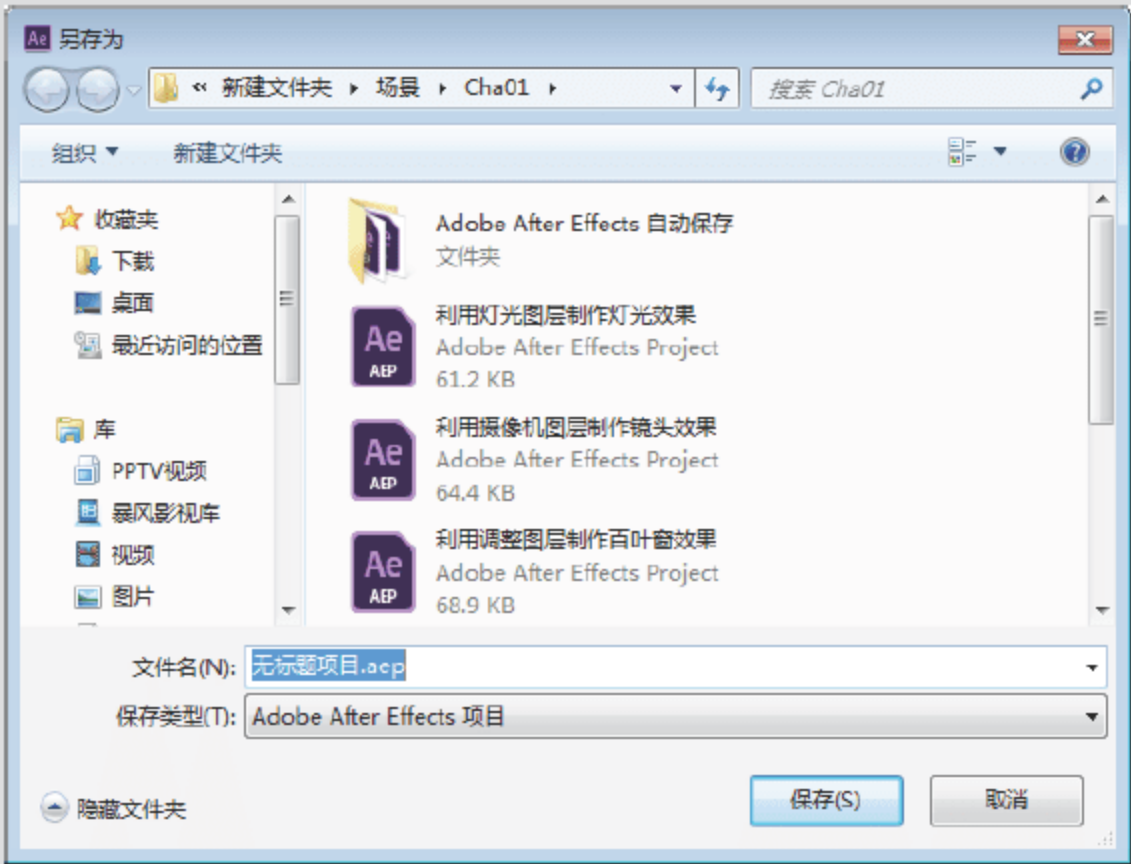 Ae 另存为
« 新建文件夹 ▸ 场景 ▸ Cha01 ▸
搜索 Cha01
组织 ▼ 新建文件夹
收藏夹
下载
桌面
最近访问的位置
库
PPTV视频
暴风影视库
视频
图片
Adobe After Effects 自动保存
文件夹
Ae
AEP
利用灯光图层制作灯光效果
Adobe After Effects Project
61.2 KB
Ae
AEP
利用摄像机图层制作镜头效果
Adobe After Effects Project
64.4 KB
Ae
AEP
利用调整图层制作百叶窗效果
Adobe After Effects Project
68.9 KB
文件名(N): 无标题项目.aep
保存类型(T): Adobe After Effects 项目
隐藏文件夹
保存(S)
取消